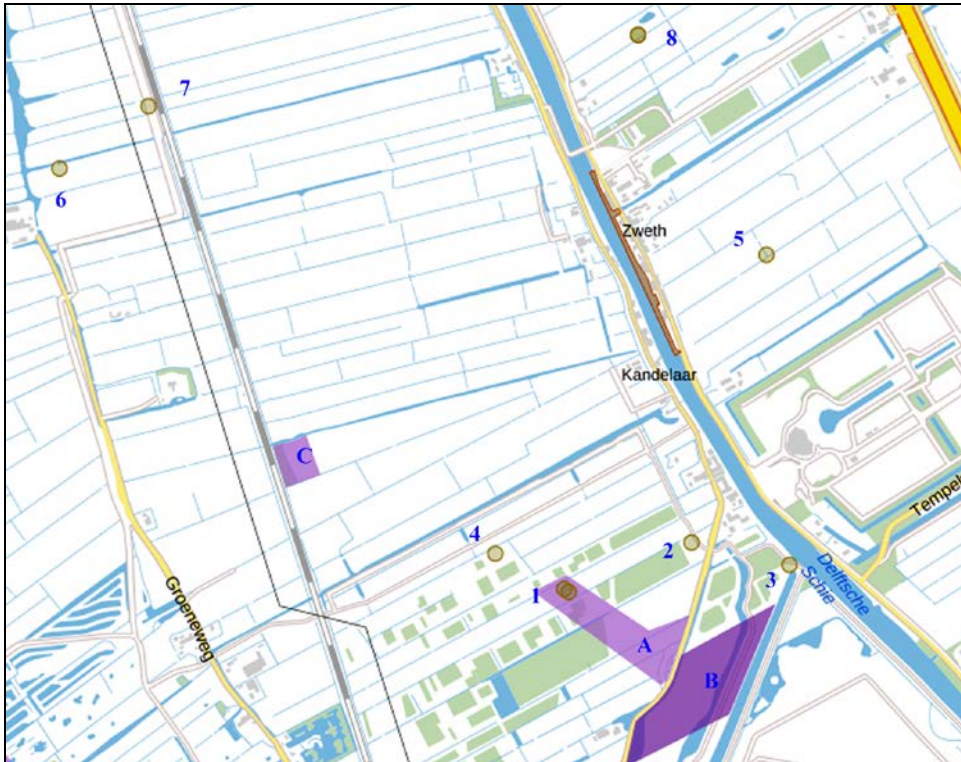 8
7
6
Zweth
5
Kandelaar
C
Tempel
4
2
3
Delftsche
Schie
1
Groeneweg
A
B